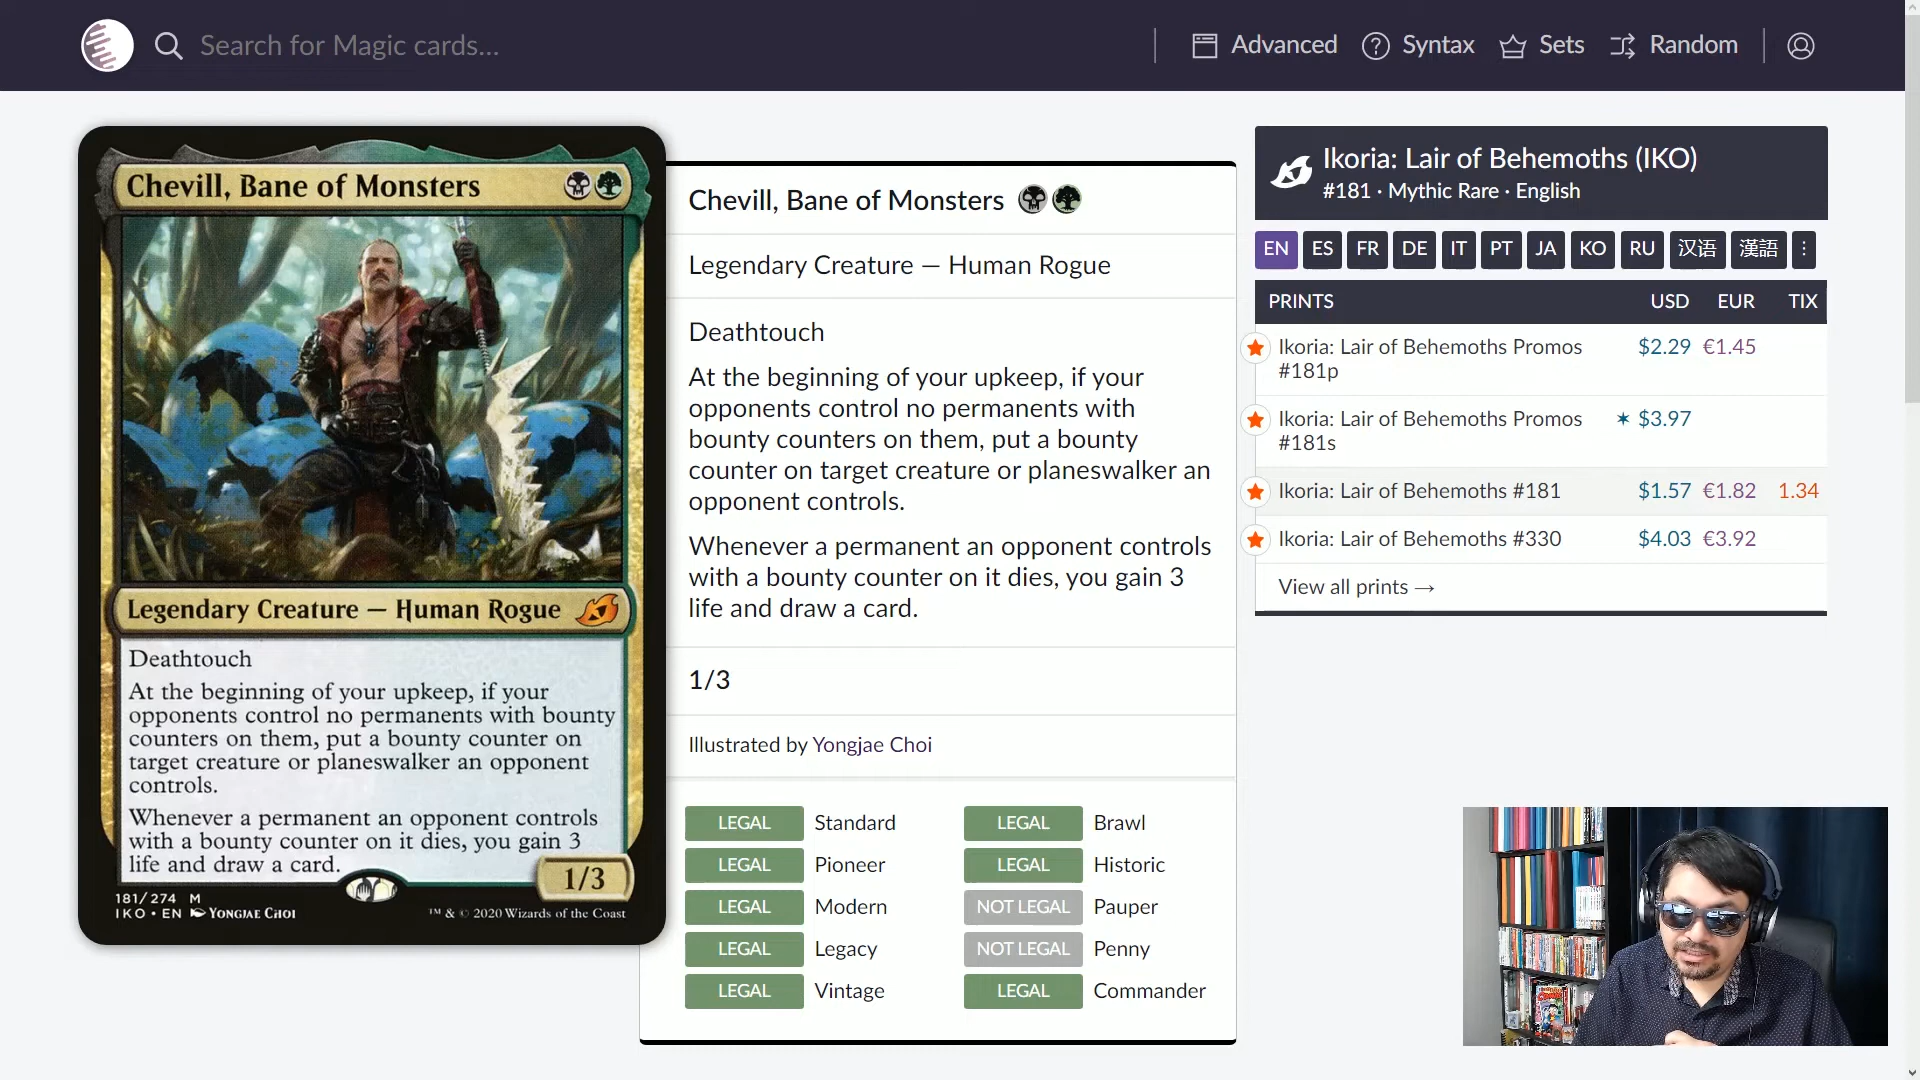 Search for Magic cards...
Advanced
Syntax
Sets
Random
Chevill, Bane of Monsters
Legendary Creature — Human Rogue
Deathtouch
At the beginning of your upkeep, if your
opponents control no permanents with bounty
counters on them, put a bounty counter on
target creature or planeswalker an opponent
controls.
Whenever a permanent an opponent controls
with a bounty counter on it dies, you gain 3
life and draw a card.
1/3
181/274 M
IKO • EN YONGJAE CHOI
™ & © 2020 Wizards of the Coast
Chevill, Bane of Monsters
Legendary Creature — Human Rogue
Deathtouch
At the beginning of your upkeep, if your
opponents control no permanents with
bounty counters on them, put a bounty
counter on target creature or planeswalker an
opponent controls.
Whenever a permanent an opponent controls
with a bounty counter on it dies, you gain 3
life and draw a card.
1/3
Illustrated by Yongjae Choi
LEGAL Standard LEGAL Brawl
LEGAL Pioneer LEGAL Historic
LEGAL Modern NOT LEGAL Pauper
LEGAL Legacy NOT LEGAL Penny
LEGAL Vintage LEGAL Commander
Ikoria: Lair of Behemoths (IKO)
#181 · Mythic Rare · English
EN ES FR DE IT PT JA KO RU 汉语 漢語 ⋮
PRINTS USD EUR TIX
Ikoria: Lair of Behemoths Promos $2.29 €1.45
#181p
Ikoria: Lair of Behemoths Promos ✶ $3.97
#181s
Ikoria: Lair of Behemoths #181 $1.57 €1.82 1.34
Ikoria: Lair of Behemoths #330 $4.03 €3.92
View all prints →